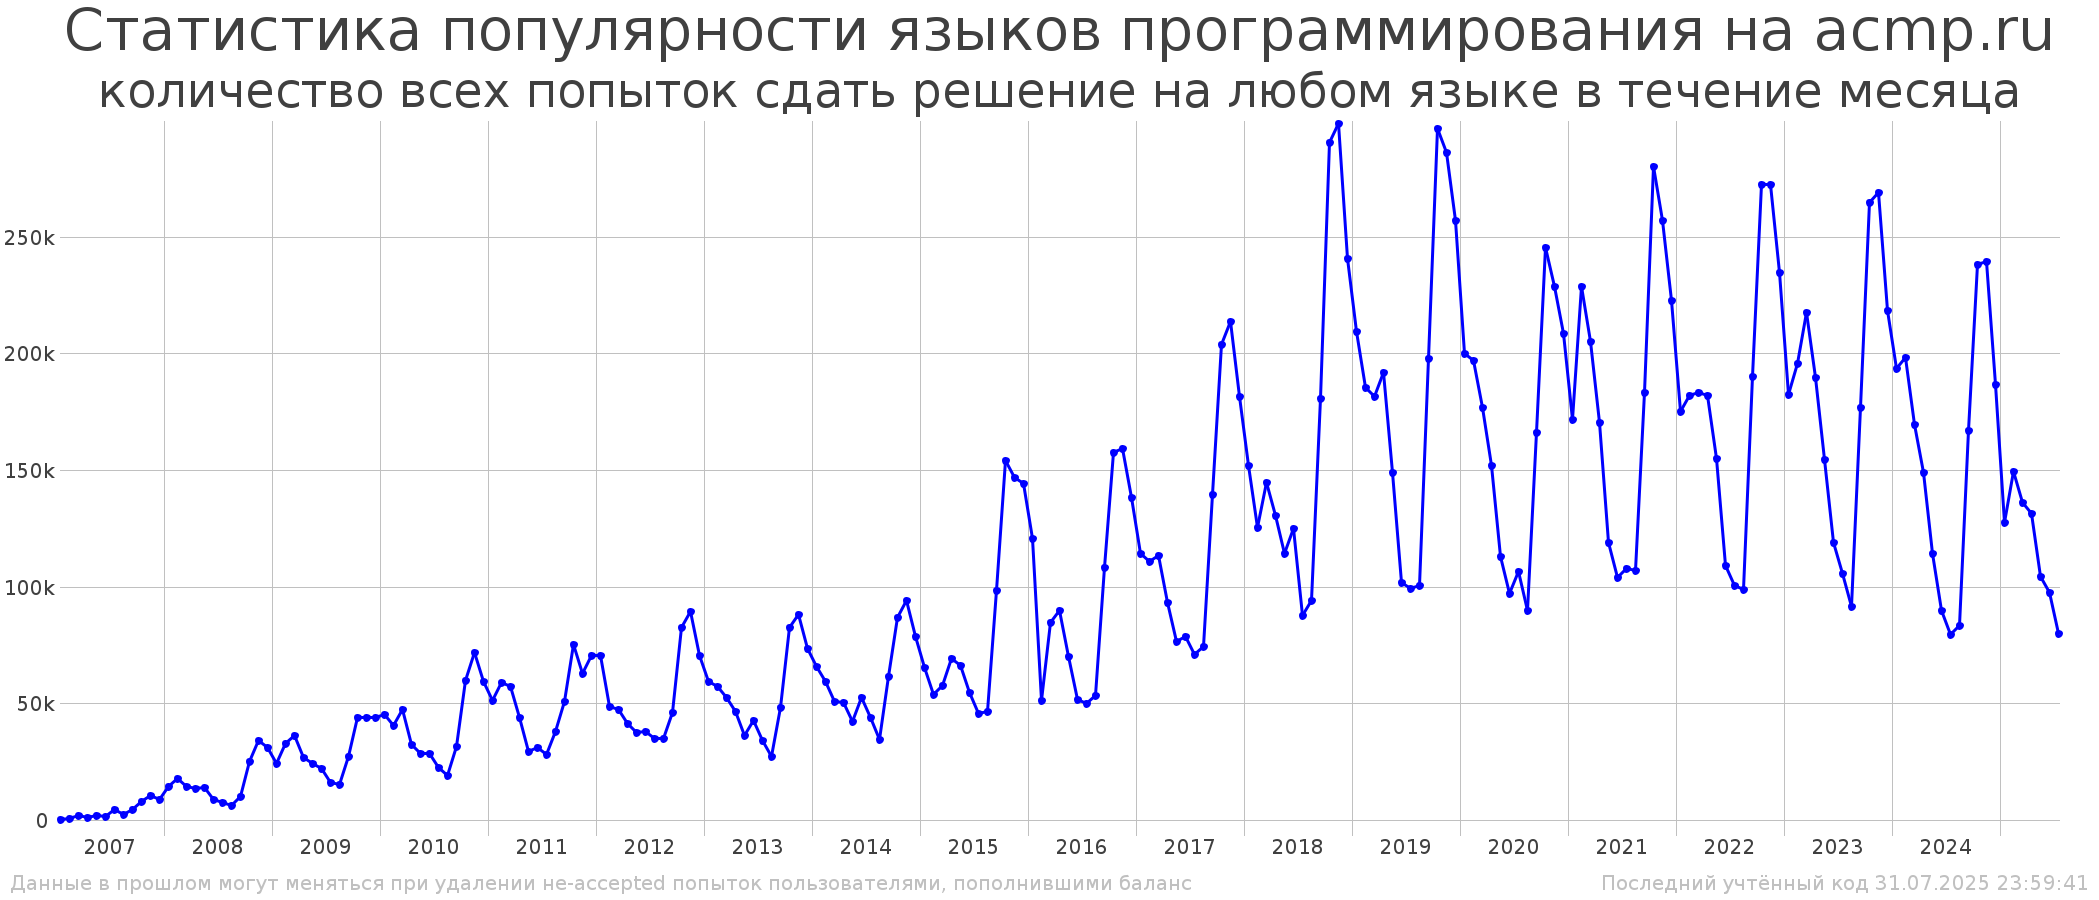 Статистика популярности языков программирования на acmp.ru
количество всех попыток сдать решение на любом языке в течение месяца
250k
200k
150k
100k
50k
0
2007 2008 2009 2010 2011 2012 2013 2014 2015 2016 2017 2018 2019 2020 2021 2022 2023 2024
Данные в прошлом могут меняться при удалении не-accepted попыток пользователями, пополнившими баланс
Последний учтённый код 31.07.2025 23:59:41